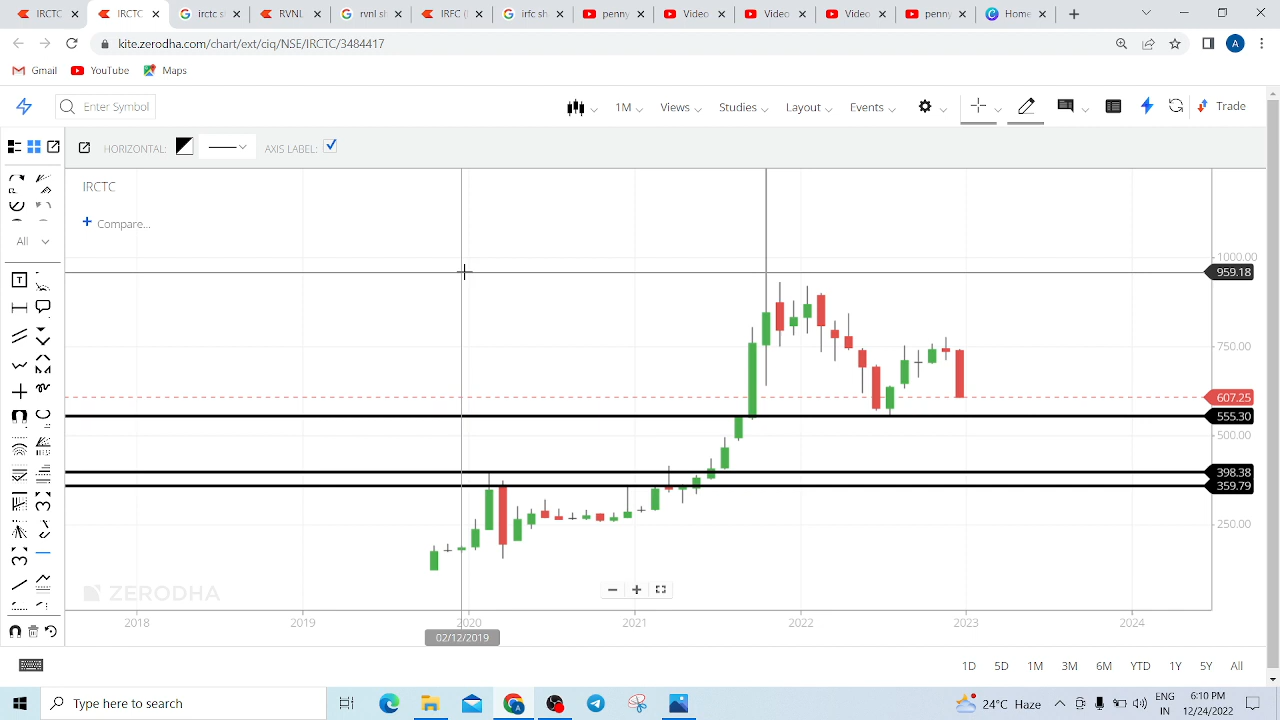 IRCTC
IRCTC
RVNL
rvnl sh
IRFC (
irfc sh
penny
Video
Video
Video
penny
Home
kite.zerodha.com/chart/ext/ciq/NSE/IRCTC/3484417
A
Gmail
YouTube
Maps
Enter Symbol
1M
Views
Studies
Layout
Events
Trade
HORIZONTAL:
AXIS LABEL:
IRCTC
Compare...
All
T
1000.00
959.18
750.00
607.25
555.30
500.00
398.38
359.79
250.00
ZERODHA
2018
2019
2020
2021
2022
2023
2024
02/12/2019
1D
5D
1M
3M
6M
YTD
1Y
5Y
All
Type here to search
24°C Haze
ENG
IN
6:10 PM
12/24/2022